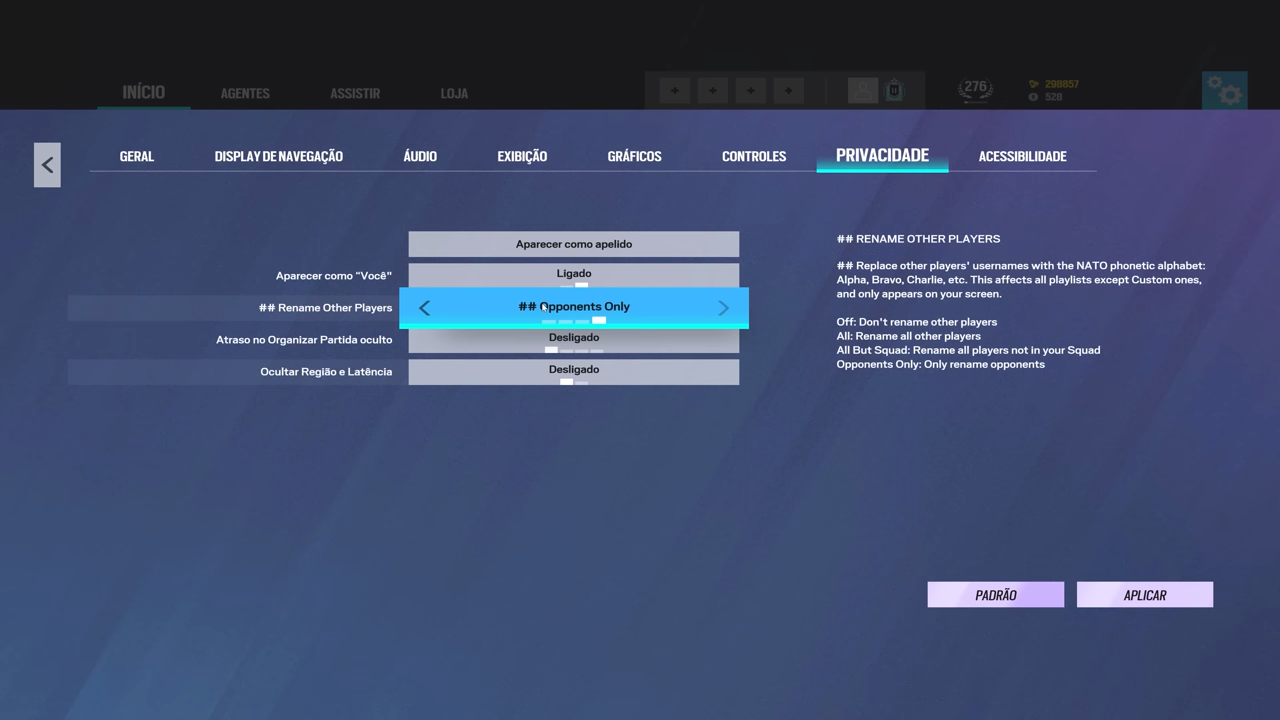 INÍCIO
AGENTES
ASSISTIR
LOJA
276
298857
528
GERAL
DISPLAY DE NAVEGAÇÃO
ÁUDIO
EXIBIÇÃO
GRÁFICOS
CONTROLES
PRIVACIDADE
ACESSIBILIDADE
Aparecer como apelido
Aparecer como "Você"
Ligado
## Rename Other Players
## Opponents Only
Atraso no Organizar Partida oculto
Desligado
Ocultar Região e Latência
Desligado
## RENAME OTHER PLAYERS
## Replace other players' usernames with the NATO phonetic alphabet:
Alpha, Bravo, Charlie, etc. This affects all playlists except Custom ones,
and only appears on your screen.
Off: Don't rename other players
All: Rename all other players
All But Squad: Rename all players not in your Squad
Opponents Only: Only rename opponents
PADRÃO
APLICAR